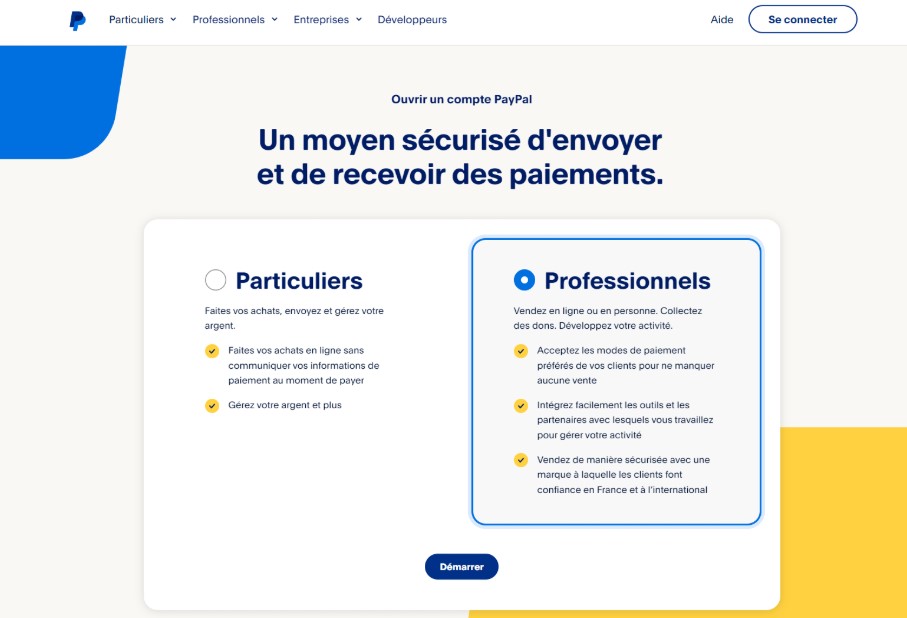 Particuliers Professionnels Entreprises Développeurs Aide Se connecter
Ouvrir un compte PayPal
Un moyen sécurisé d'envoyer
et de recevoir des paiements.
Particuliers
Faites vos achats, envoyez et gérez votre
argent.
Faites vos achats en ligne sans
communiquer vos informations de
paiement au moment de payer
Gérez votre argent et plus
Professionnels
Vendez en ligne ou en personne. Collectez
des dons. Développez votre activité.
Acceptez les modes de paiement
préférés de vos clients pour ne manquer
aucune vente
Intégrez facilement les outils et les
partenaires avec lesquels vous travaillez
pour gérer votre activité
Vendez de manière sécurisée avec une
marque à laquelle les clients font
confiance en France et à l'international
Démarrer